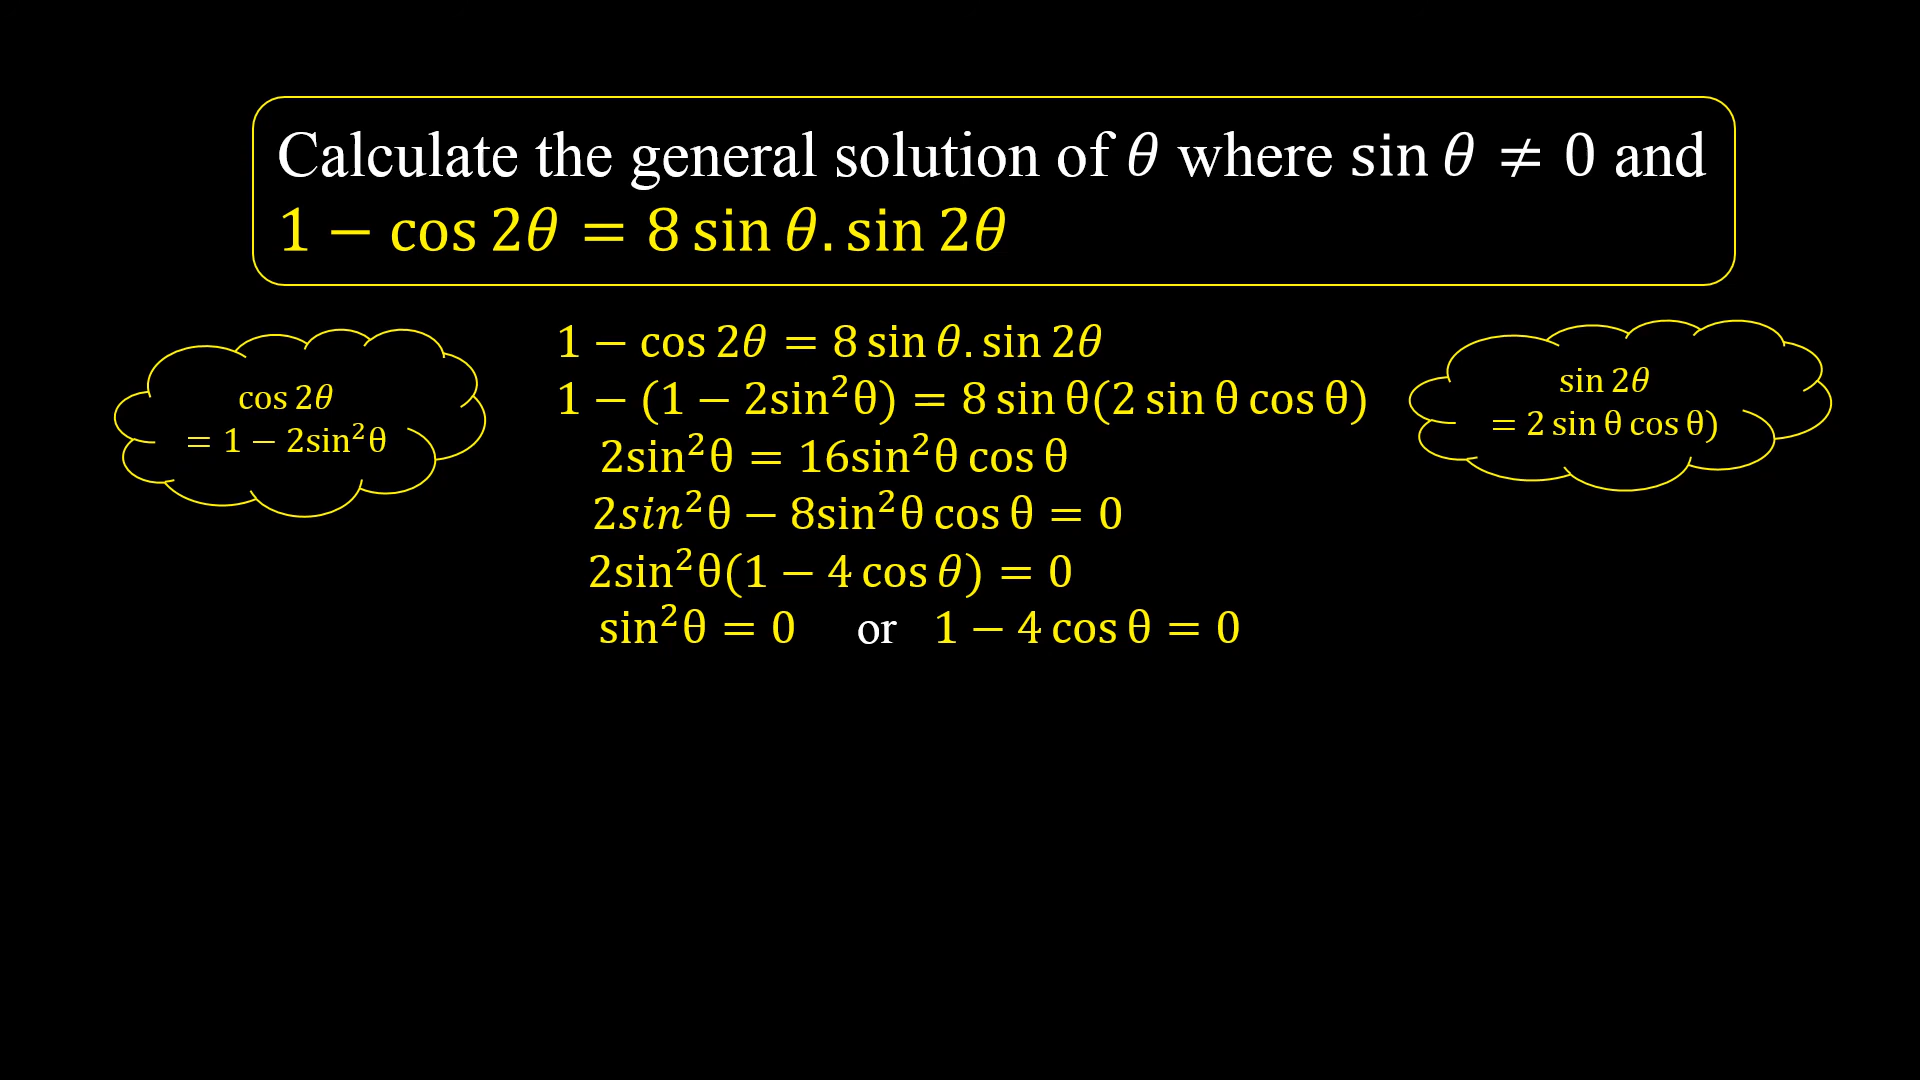 Calculate the general solution of θ where sin θ ≠ 0 and
1 − cos 2θ = 8 sin θ. sin 2θ
cos 2θ
= 1 − 2sin²θ
1 − cos 2θ = 8 sin θ. sin 2θ
1 − (1 − 2sin²θ) = 8 sin θ(2 sin θ cos θ)
2sin²θ = 16sin²θ cos θ
2sin²θ − 8sin²θ cos θ = 0
2sin²θ(1 − 4 cos θ) = 0
sin²θ = 0 or 1 − 4 cos θ = 0
sin 2θ
= 2 sin θ cos θ)